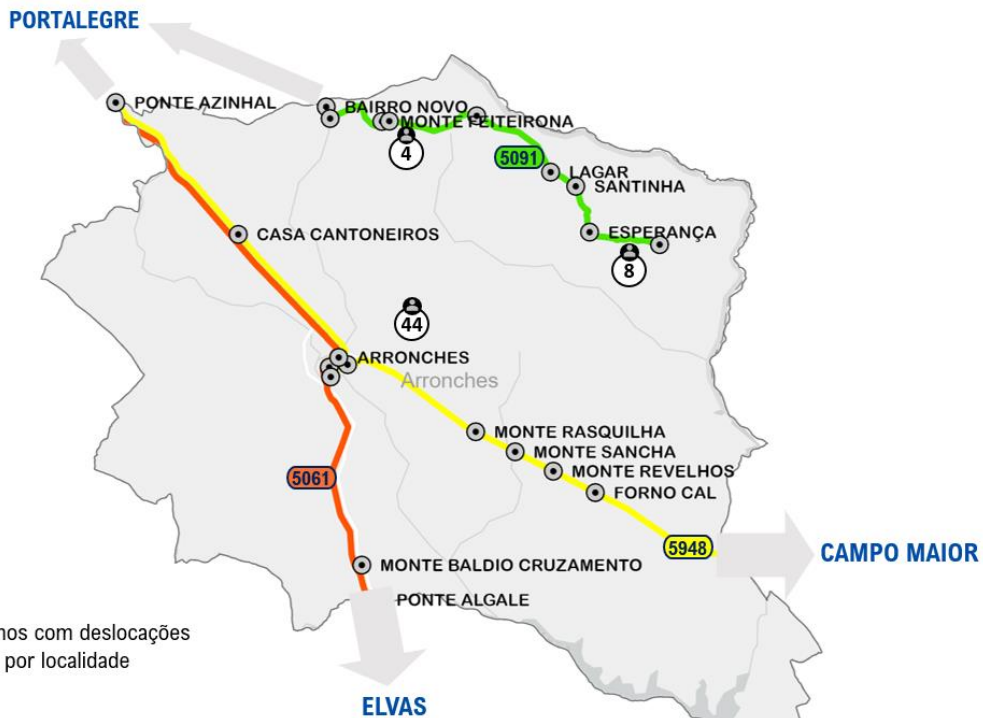 PORTALEGRE
PONTE AZINHAL
BAIRRO NOVO
MONTE FEITEIRONA
4
5091
LAGAR
SANTINHA
CASA CANTONEIROS
ESPERANÇA
8
44
ARRONCHES
Arronches
MONTE RASQUILHA
MONTE SANCHA
5061
MONTE REVELHOS
FORNO CAL
5948
CAMPO MAIOR
MONTE BALDIO CRUZAMENTO
PONTE ALGALE
com deslocações
por localidade
ELVAS